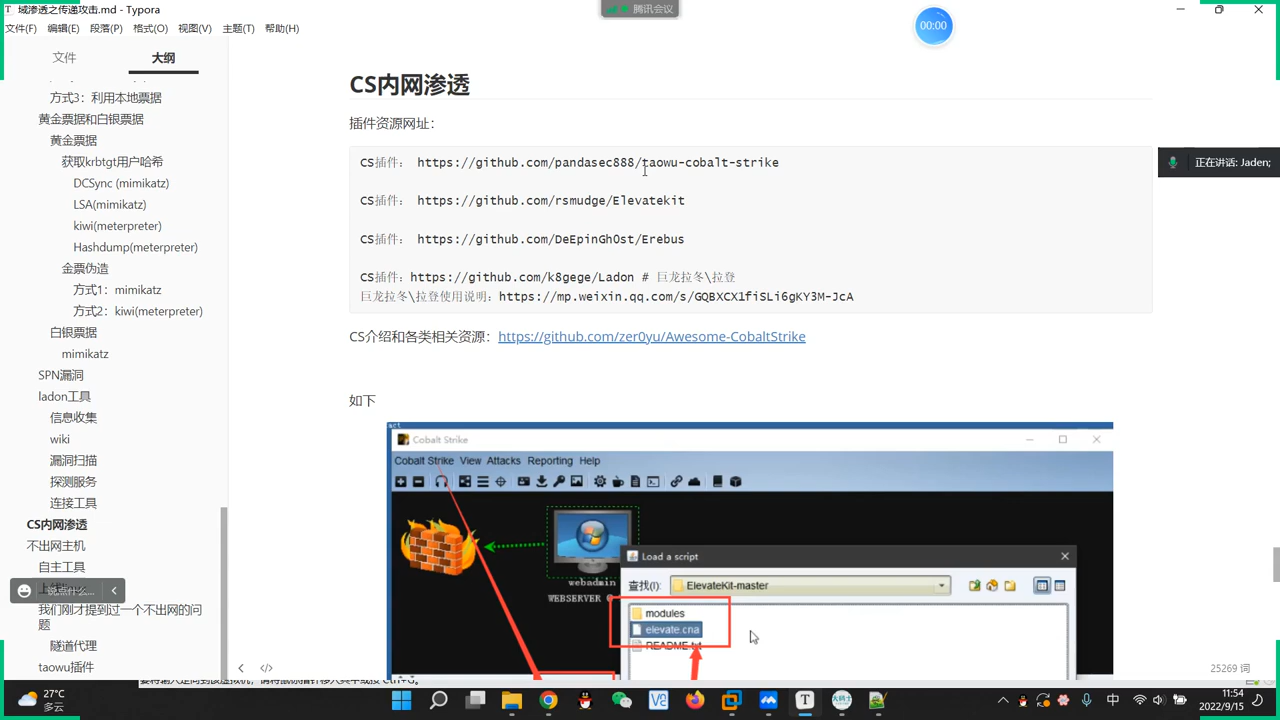 域渗透之传递攻击.md - Typora
腾讯会议
文件(F) 编辑(E) 段落(P) 格式(O) 视图(V) 主题(T) 帮助(H)
00:00
文件 大纲
方式3：利用本地票据
黄金票据和白银票据
黄金票据
获取krbtgt用户哈希
DCSync (mimikatz)
LSA(mimikatz)
kiwi(meterpreter)
Hashdump(meterpreter)
金票伪造
方式1：mimikatz
方式2：kiwi(meterpreter)
白银票据
mimikatz
SPN漏洞
ladon工具
信息收集
wiki
漏洞扫描
探测服务
连接工具
CS内网渗透
不出网主机
自主工具
我们刚才提到过一个不出网的问
题
隧道代理
taowu插件
CS内网渗透
插件资源网址：
CS插件： https://github.com/pandasec888/taowu-cobalt-strike
CS插件： https://github.com/rsmudge/Elevatekit
CS插件： https://github.com/DeEpinGh0st/Erebus
CS插件：https://github.com/k8gege/Ladon # 巨龙拉冬\拉登
巨龙拉冬\拉登使用说明：https://mp.weixin.qq.com/s/GQBXCX1fiSLi6gKY3M-JcA
CS介绍和各类相关资源：https://github.com/zer0yu/Awesome-CobaltStrike
如下
正在讲话: Jaden;
Cobalt Strike
Cobalt Strike View Attacks Reporting Help
webadmin
WEBSERVER
Load a script
查找(I): ElevateKit-master
modules
elevate.cna
README.txt
25269 词
27°C
多云
中
11:54
2022/9/15